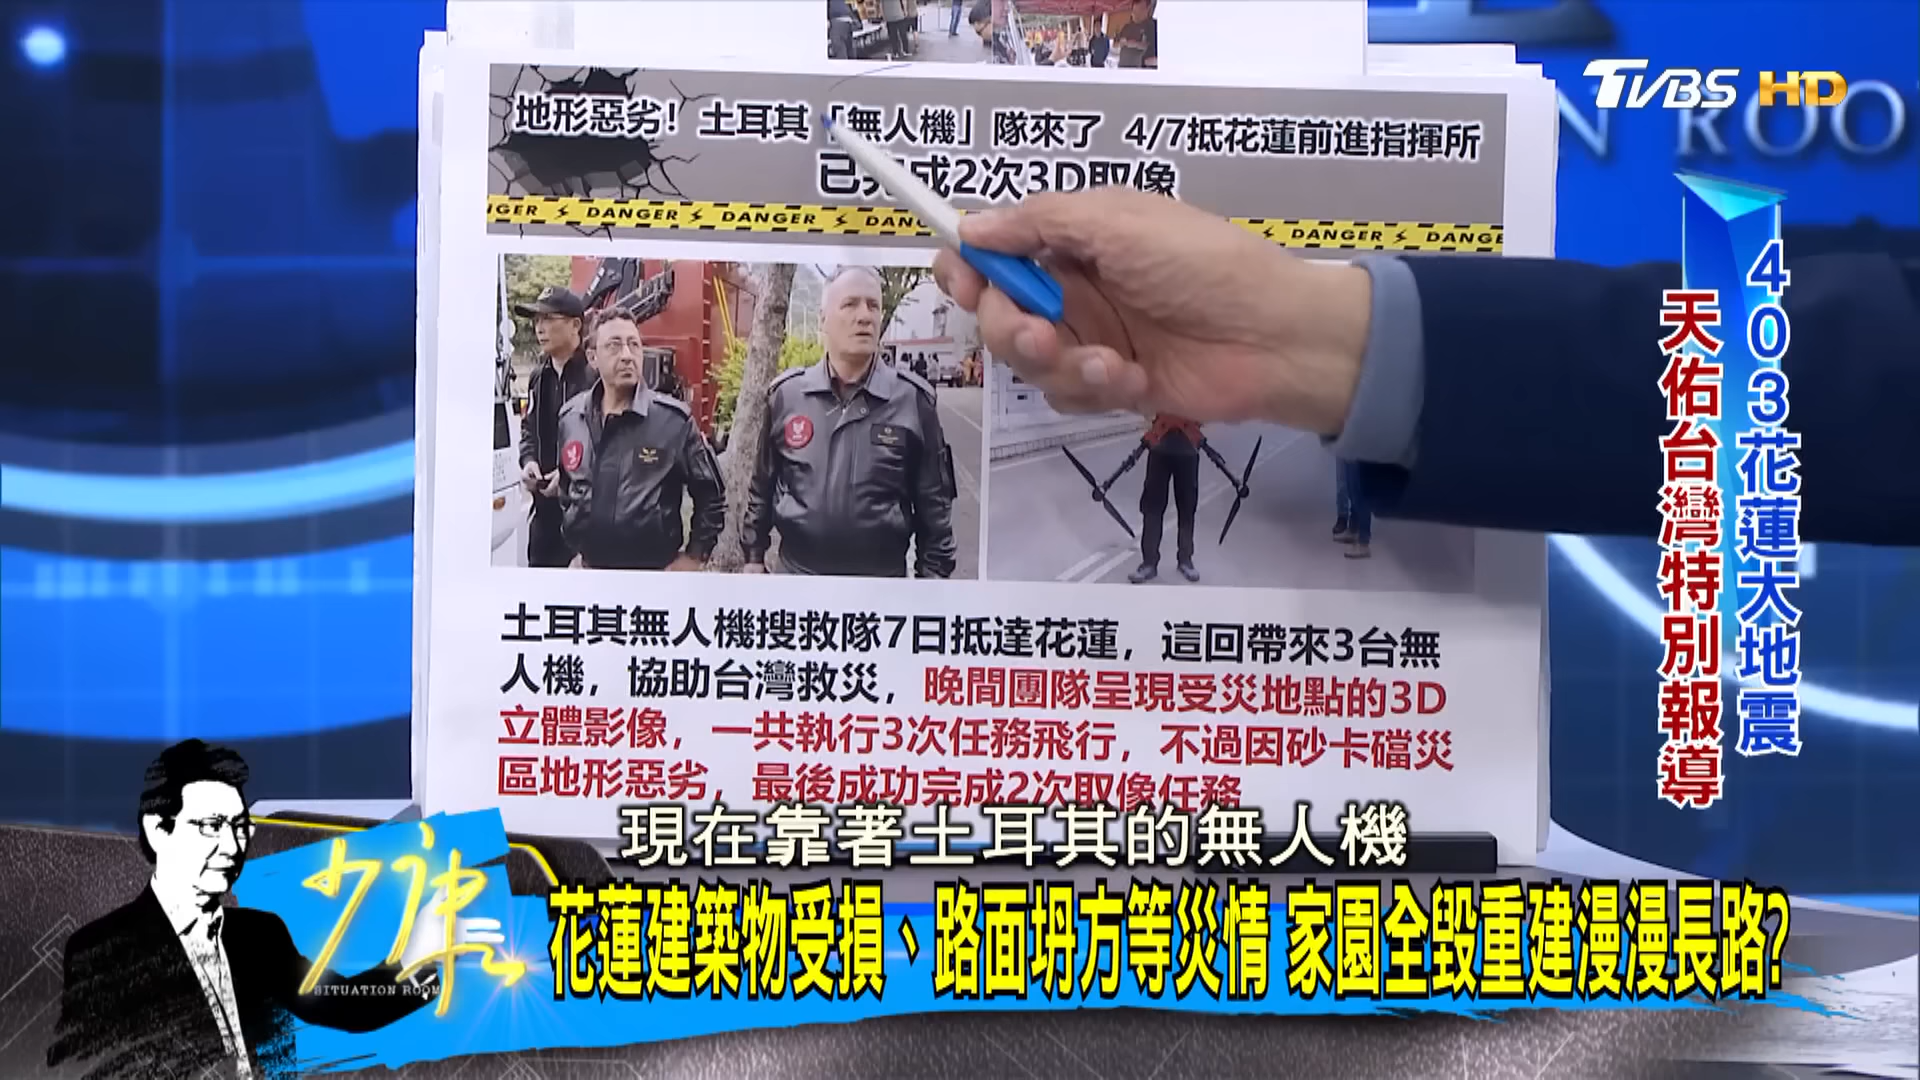 TVBS HD
N ROO
地形惡劣！土耳其「無人機」隊來了 4/7抵花蓮前進指揮所
已完成2次3D取像
NGER DANGER DANGER DANG DANGER DANGE
403花蓮大地震
天佑台灣特別報導
土耳其無人機搜救隊7日抵達花蓮，這回帶來3台無
人機，協助台灣救災，晚間團隊呈現受災地點的3D
立體影像，一共執行3次任務飛行，不過因砂卡礑災
區地形惡劣，最後成功完成2次取像任務
現在靠著土耳其的無人機
少康
SITUATION ROOM
花蓮建築物受損、路面坍方等災情 家園全毀重建漫漫長路?